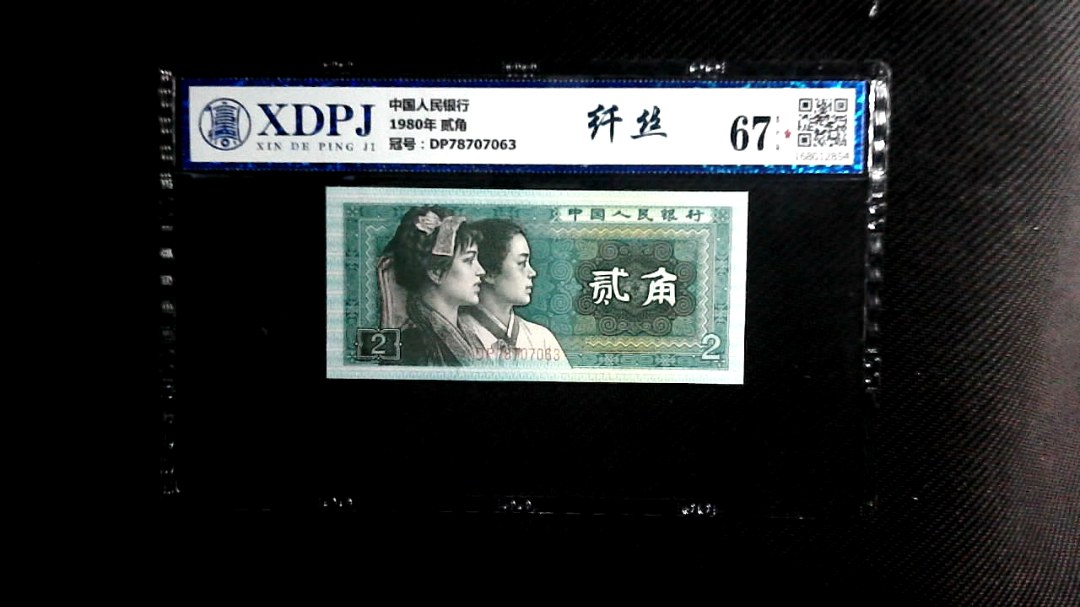 XDPJ
XIN DE PING JI
中国人民银行
1980年 贰角
冠号：DP78707063
纤丝
67
中国人民银行
贰角
2
2
DP78707063